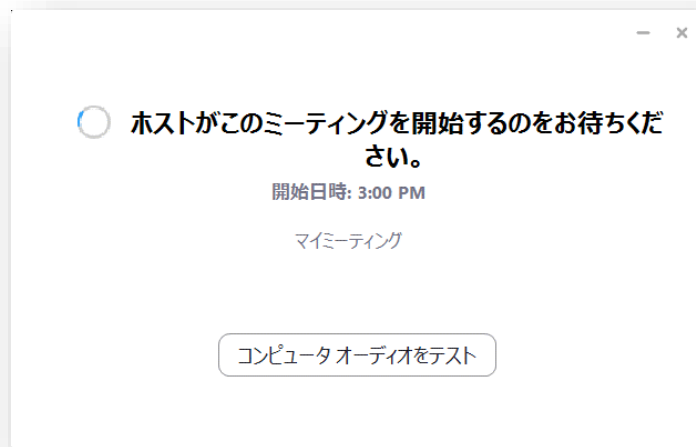 ホストがこのミーティングを開始するのをお待ちくだ
さい。
開始日時: 3:00 PM
マイミーティング
コンピュータ オーディオをテスト